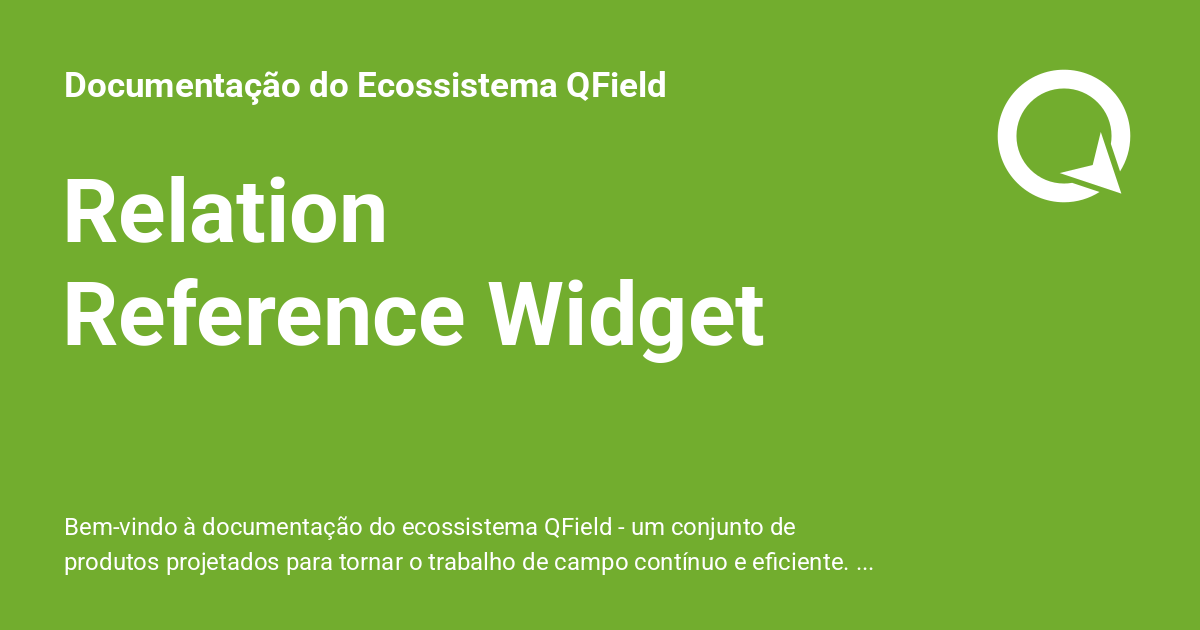 Documentação do Ecossistema QField
Relation
Reference Widget
Bem-vindo à documentação do ecossistema QField - um conjunto de
produtos projetados para tornar o trabalho de campo contínuo e eficiente. ...